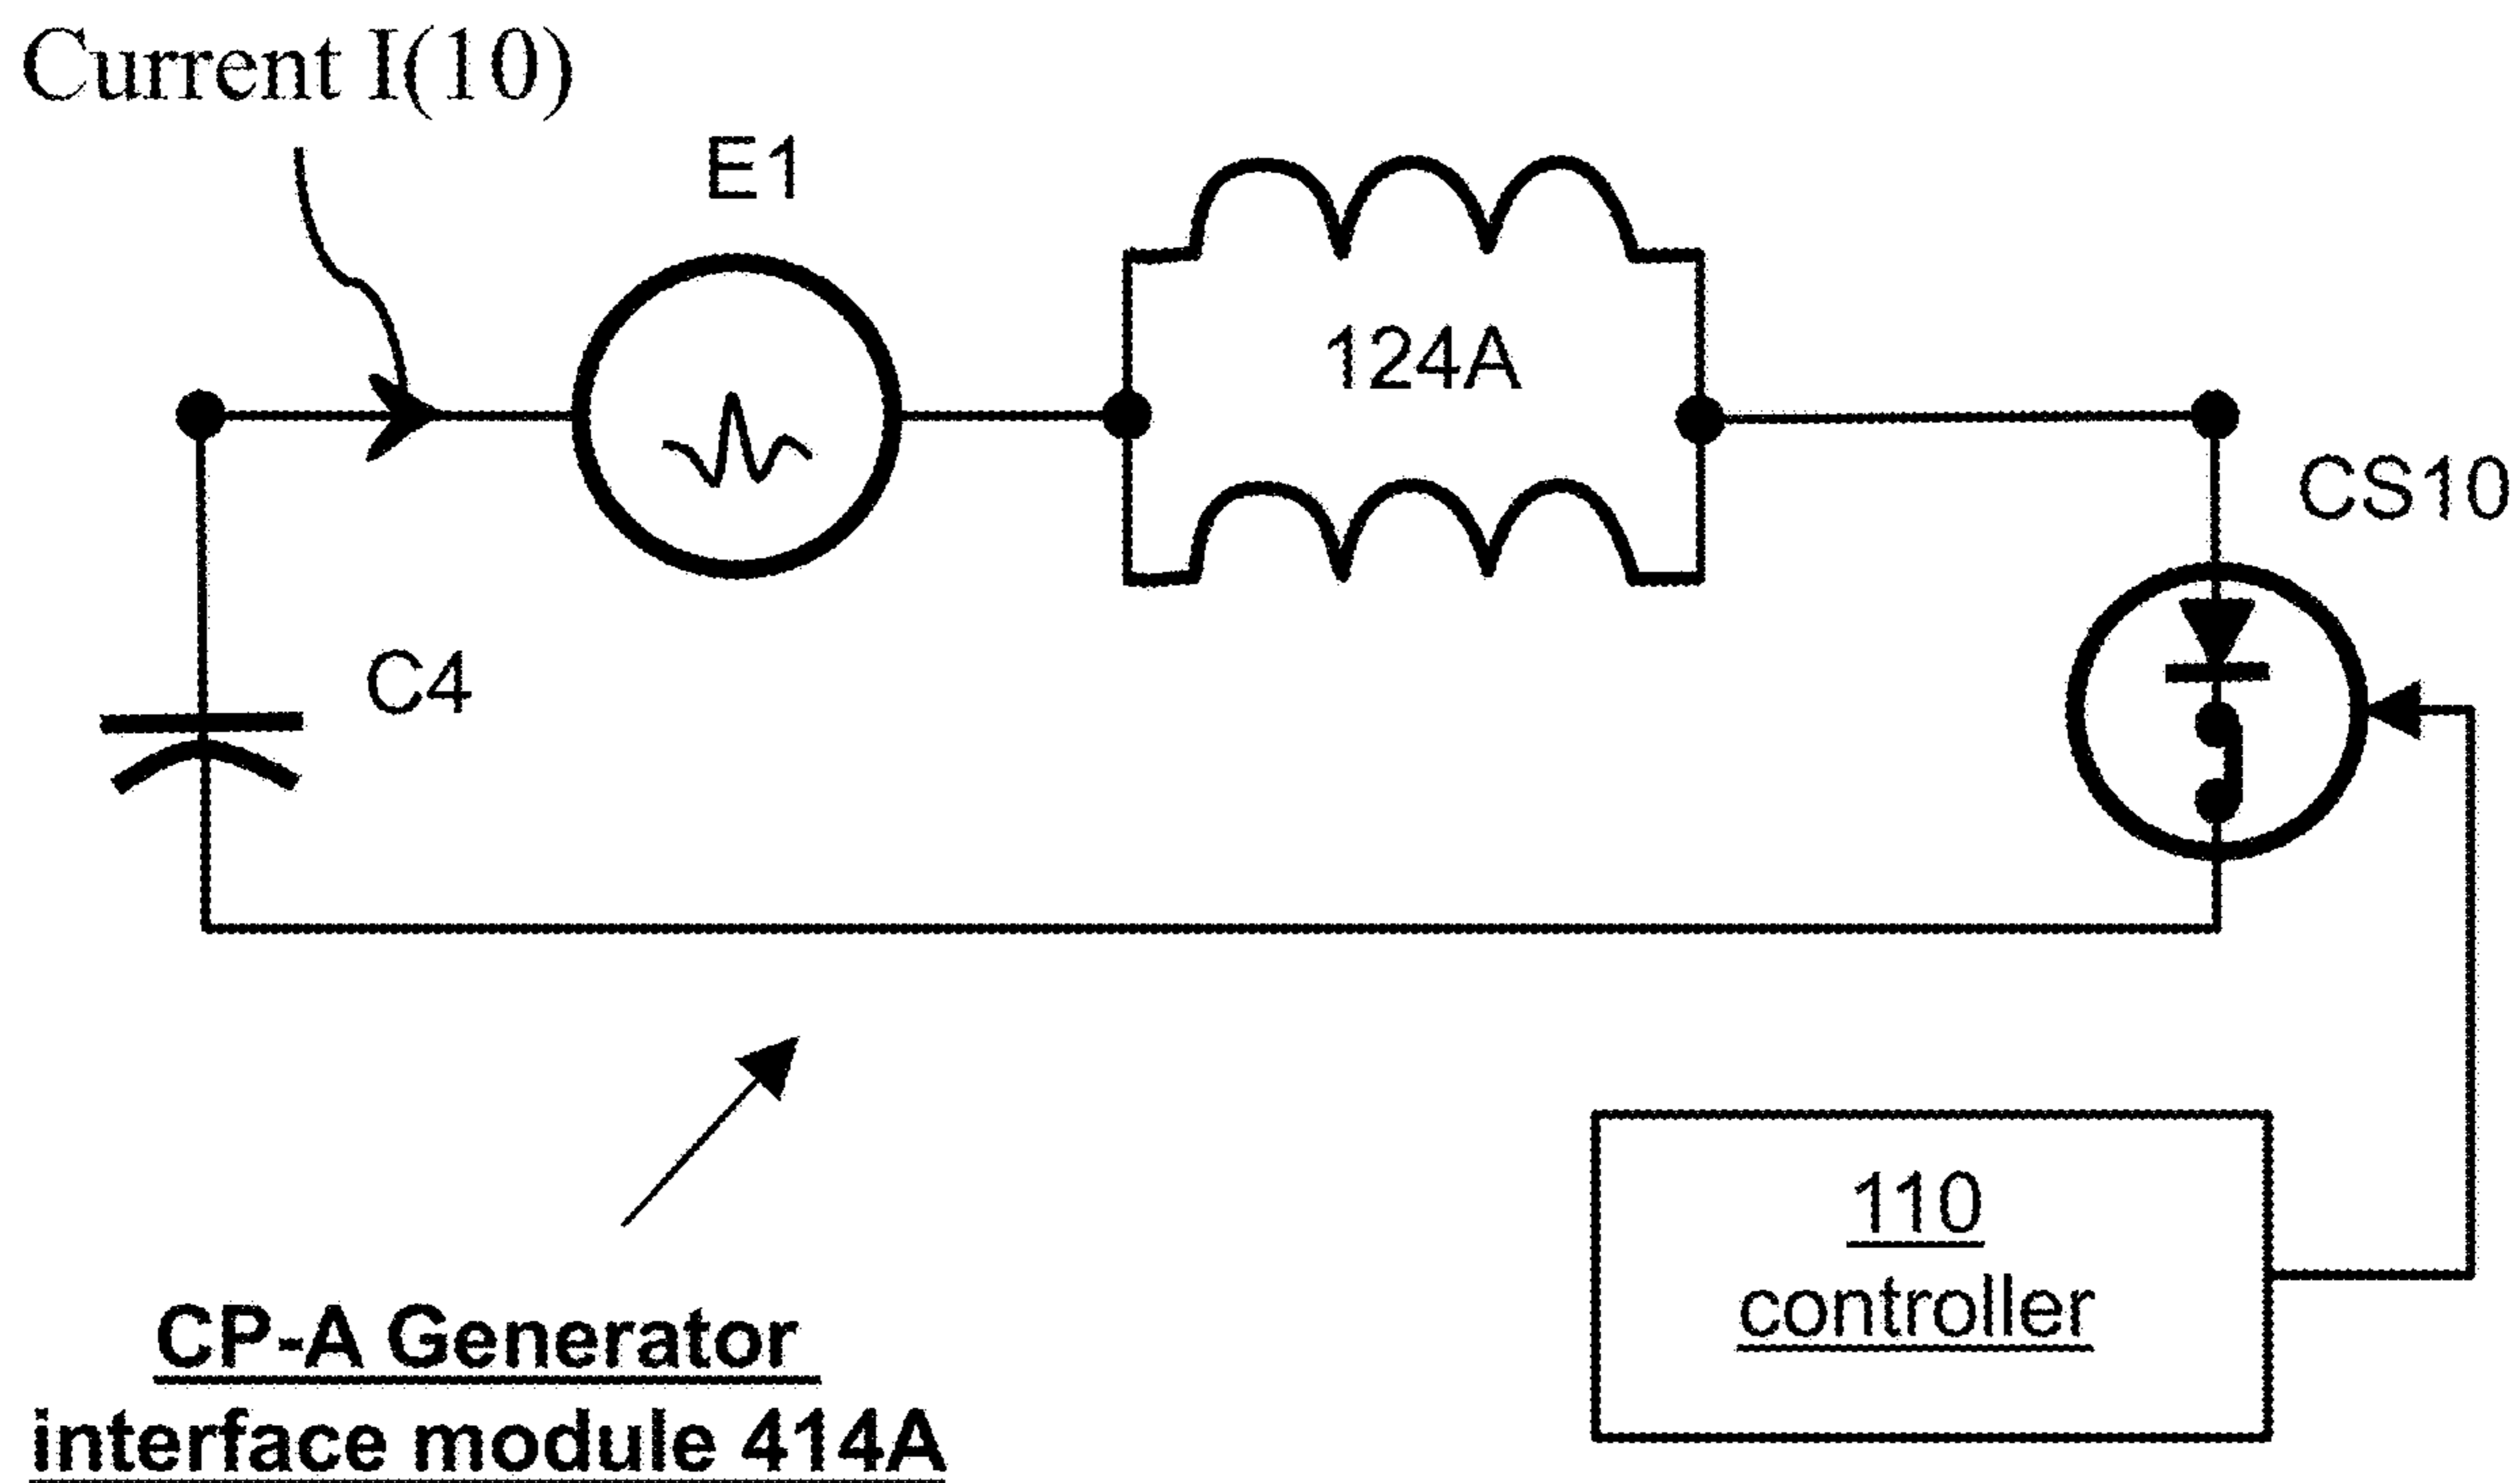 Current I(10)
E1
124A
CS10
C4
110
controller
CP-A Generator
interface module 414A